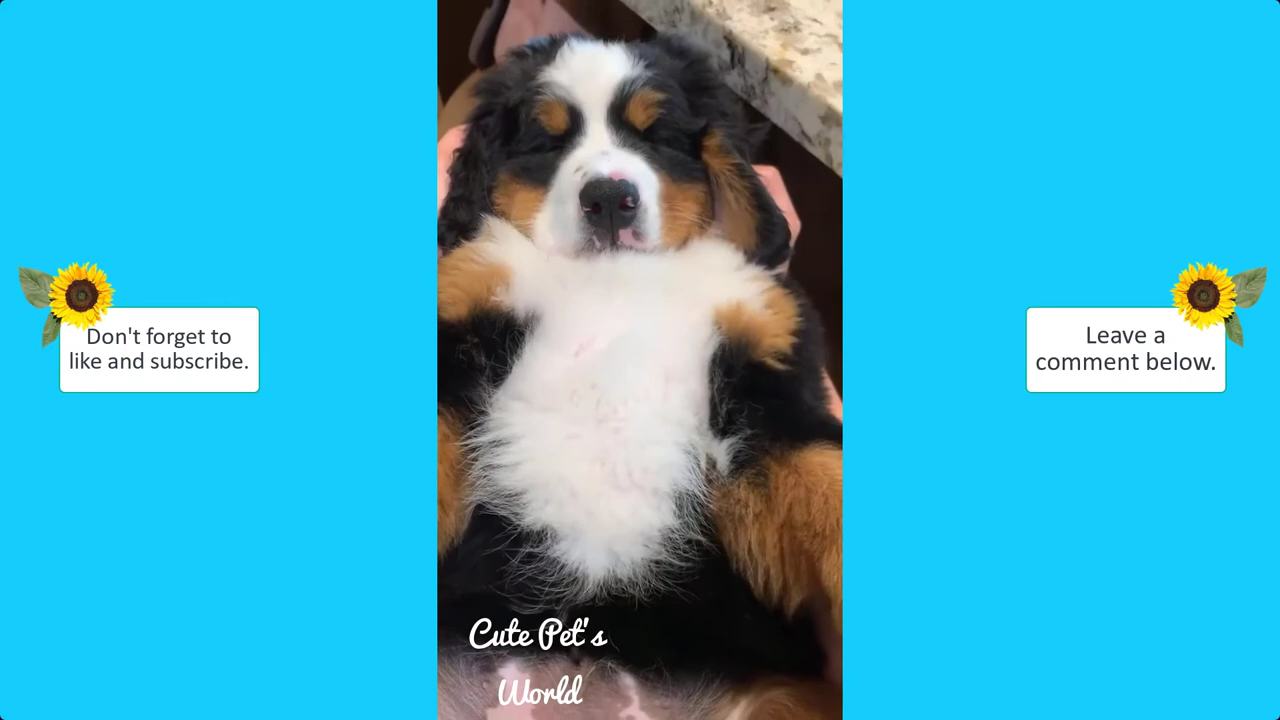 Don't forget to
like and subscribe.
Leave a
comment below.
Cute Pet's
World